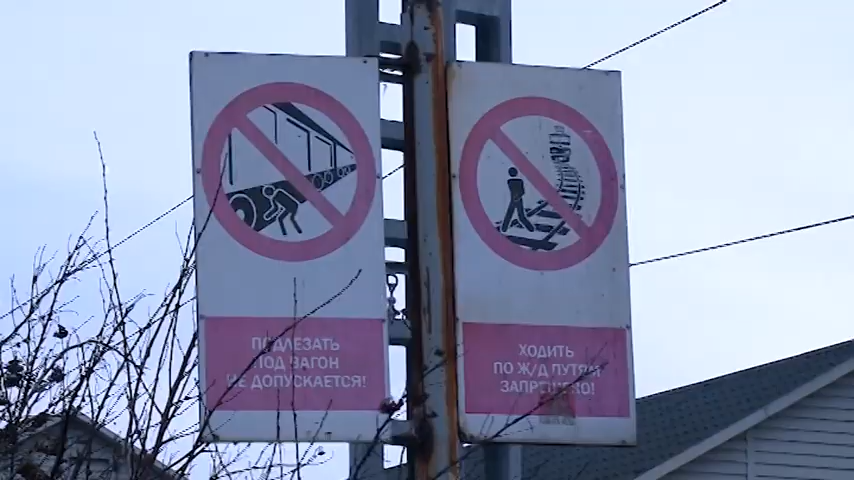 ПОДЛЕЗАТЬ
ПОД ВАГОН
НЕ ДОПУСКАЕТСЯ!
ХОДИТЬ
ПО Ж/Д ПУТЯМ
ЗАПРЕЩЕНО!